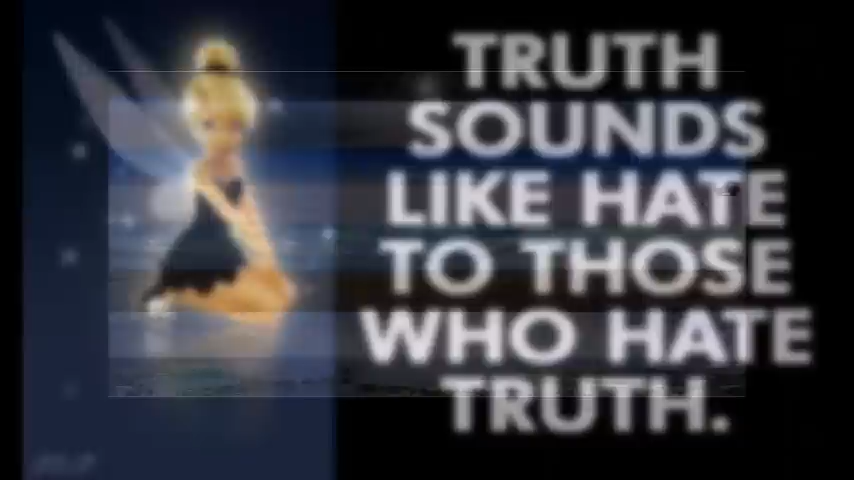 TRUTH
SOUNDS
LIKE HATE
TO THOSE
WHO HATE
TRUTH.